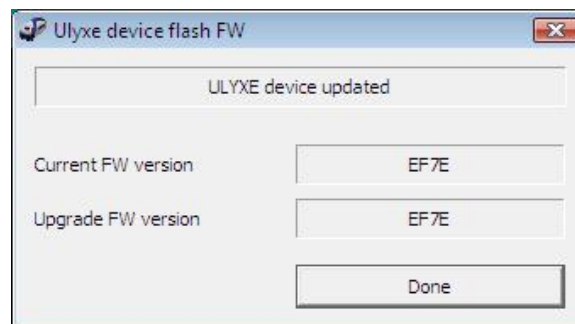 Ulyxe device flash FW
ULYXE device updated
Current FW version EF7E
Upgrade FW version EF7E
Done